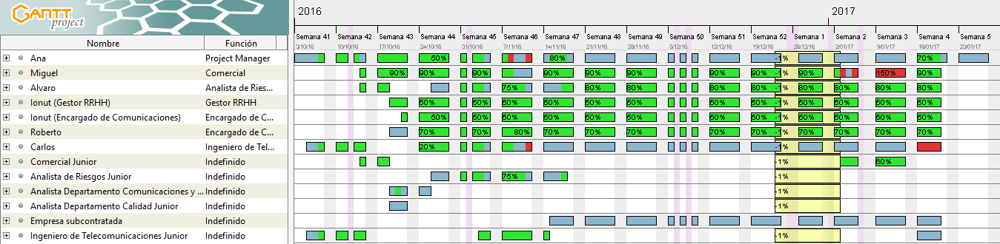 GANTT
project
2016 2017
Semana 41 Semana 42 Semana 43 Semana 44 Semana 45 Semana 46 Semana 47 Semana 48 Semana 49 Semana 50 Semana 51 Semana 52 Semana 1 Semana 2 Semana 3 Semana 4 Semana 5
Nombre Función
3/10/16 10/10/16 17/10/16 24/10/16 31/10/16 7/11/16 14/11/16 21/11/16 28/11/16 5/12/16 12/12/16 19/12/16 26/12/16 2/01/17 9/01/17 16/01/17 23/01/17
Ana Project Manager 50% 80% -1% 70%
Miguel Comercial 90% 90% 90% 90% 90% 90% 90% 90% -1% 90% 150% 90%
Alvaro Analista de Ries... 75% 80% 80% 80% 80% -1% 80% 80% 80% 80%
Ionut (Gestor RRHH) Gestor RRHH 50% 50% 50% 50% 50% 50% 50% 50% -1% 50% 50% 50% 50%
Ionut (Encargado de Comunicaciones) Encargado de C... 50% 50% 50% 50% 50% 50% 50% 50% -1% 50% 50% 50% 50%
Roberto Encargado de C... 70% 70% 80% 70% 70% 70% 70% 70% -1% 70% 70% 70% 70%
Carlos Ingeniero de Tel... 20% -1%
Comercial Junior Indefinido -1% 60%
Analista de Riesgos Junior Indefinido 75% -1%
Analista Departamento Comunicaciones y ... Indefinido -1%
Analista Departamento Calidad Junior Indefinido -1%
Empresa subcontratada Indefinido
Ingeniero de Telecomunicaciones Junior Indefinido -1%